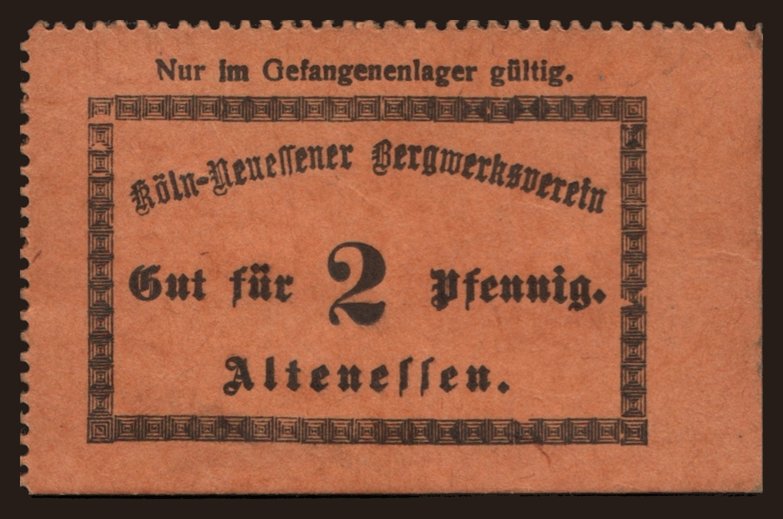 Nur im Gefangenenlager gültig.
Köln-Neuessener Bergwerksverein
Gut für 2 Pfennig.
Altenessen.